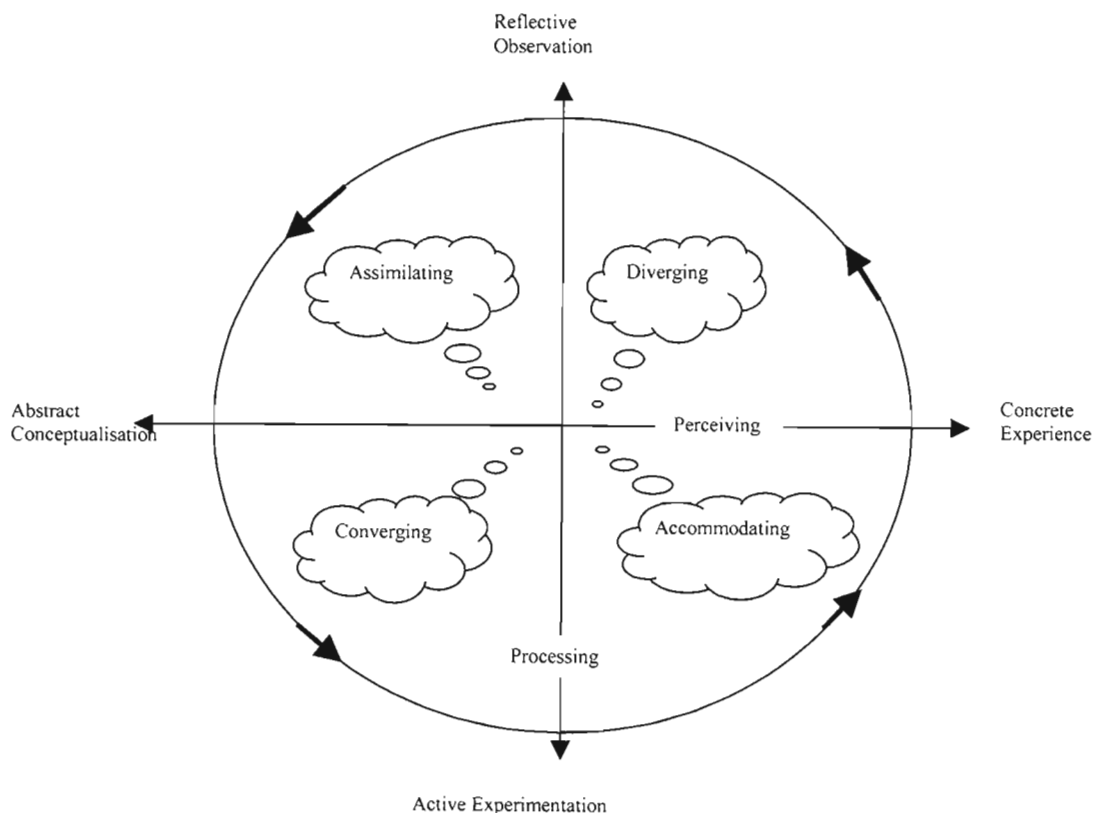 Reflective
Observation
Assimilating
Diverging
Abstract
Conceptualisation
Perceiving
Concrete
Experience
Converging
Accommodating
Processing
Active Experimentation